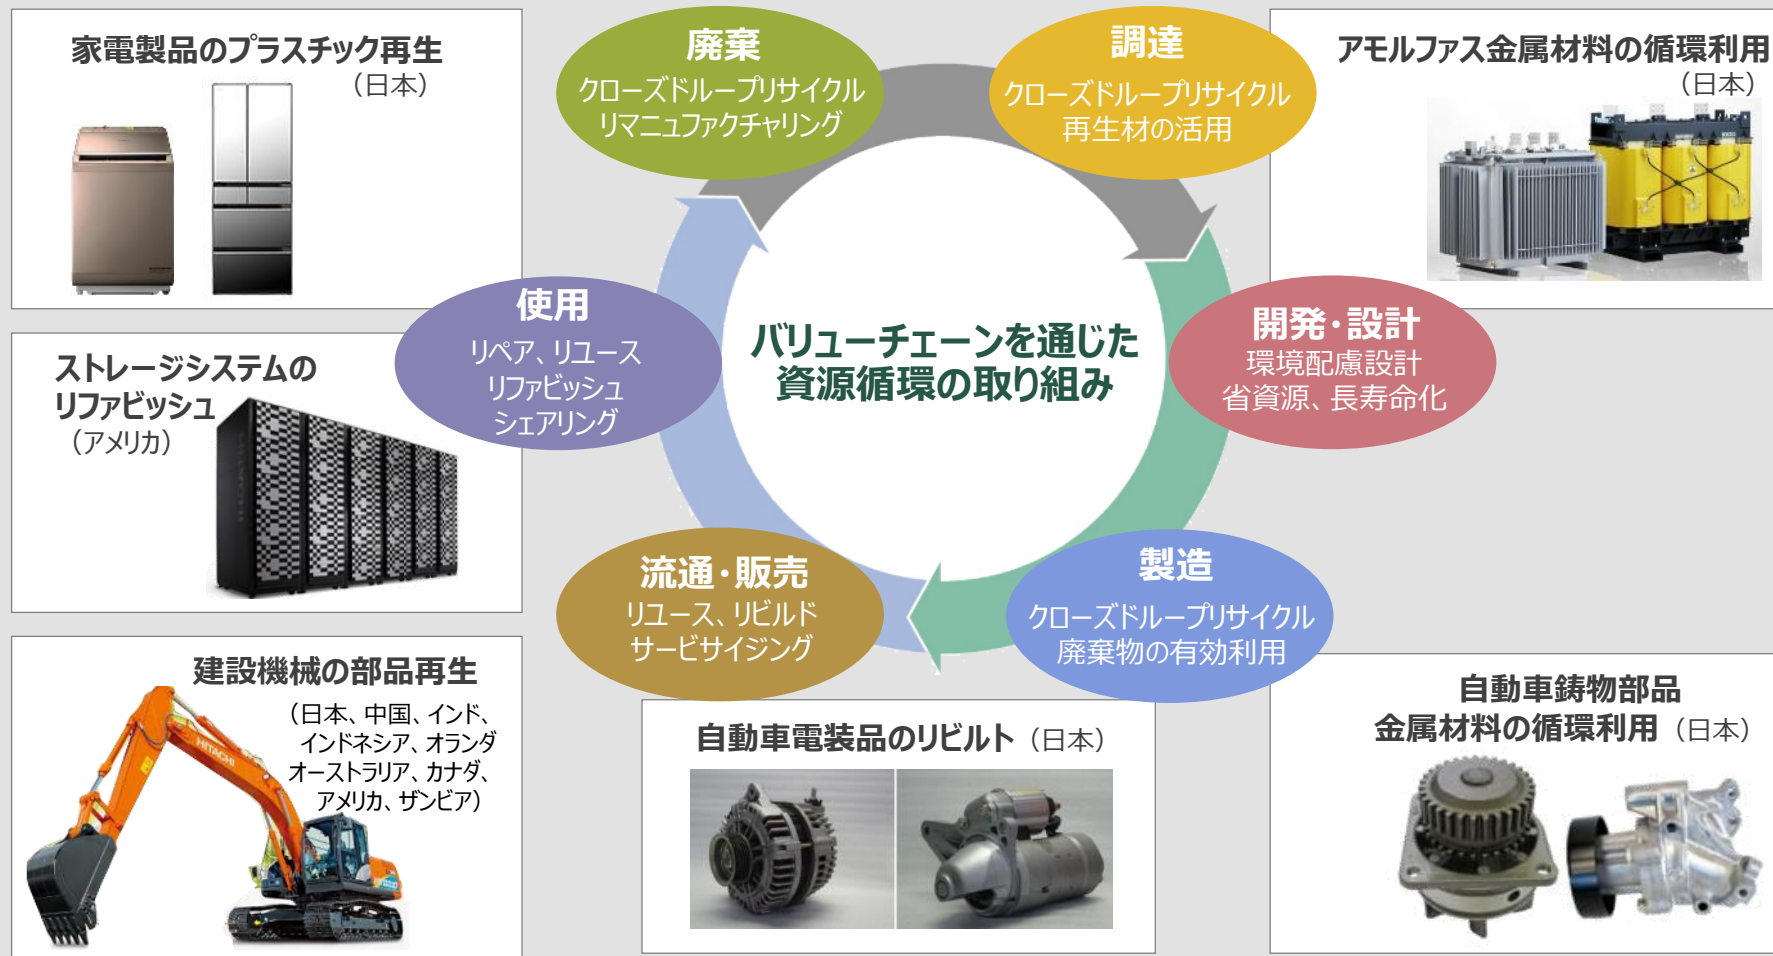 家電製品のプラスチック再生
（日本）
廃棄
クローズドループリサイクル
リマニュファクチャリング
調達
クローズドループリサイクル
再生材の活用
アモルファス金属材料の循環利用
（日本）
使用
リペア、リユース
リファビッシュ
シェアリング
バリューチェーンを通じた
資源循環の取り組み
開発・設計
環境配慮設計
省資源、長寿命化
ストレージシステムの
リファビッシュ
（アメリカ）
流通・販売
リユース、リビルド
サービサイジング
製造
クローズドループリサイクル
廃棄物の有効利用
建設機械の部品再生
（日本、中国、インド、
インドネシア、オランダ
オーストラリア、カナダ、
アメリカ、ザンビア）
HITACHI
自動車電装品のリビルト（日本）
自動車鋳物部品
金属材料の循環利用（日本）